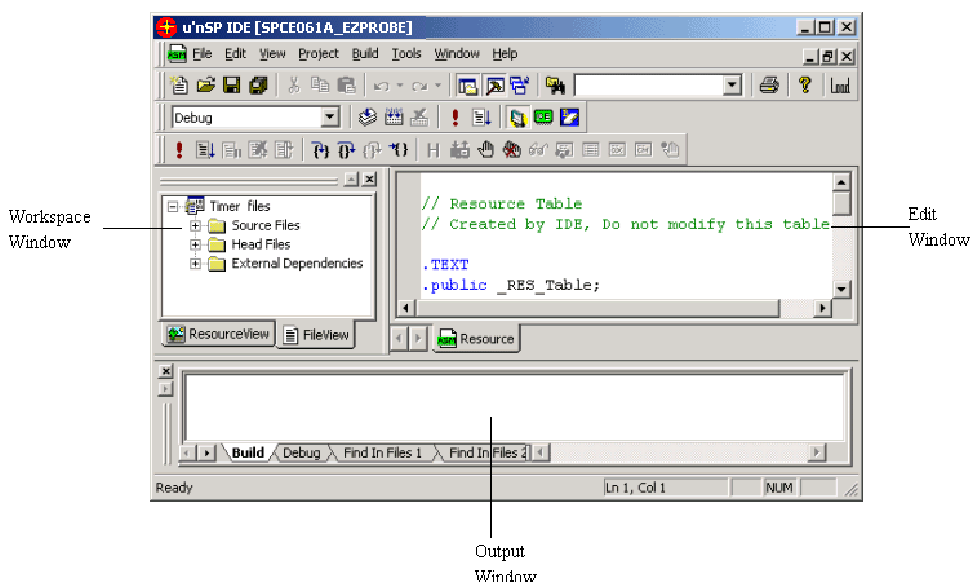 u'nSP IDE [SPCE061A_EZPROBE]
File Edit View Project Build Tools Window Help
Load
Debug
Timer files
Source Files
Head Files
External Dependencies
ResourceView FileView
// Resource Table
// Created by IDE, Do not modify this table
.TEXT
.public _RES_Table;
Resource
Build Debug Find In Files 1 Find In Files 2
Ready Ln 1, Col 1 NUM
Workspace
Window
Edit
Window
Output
Window